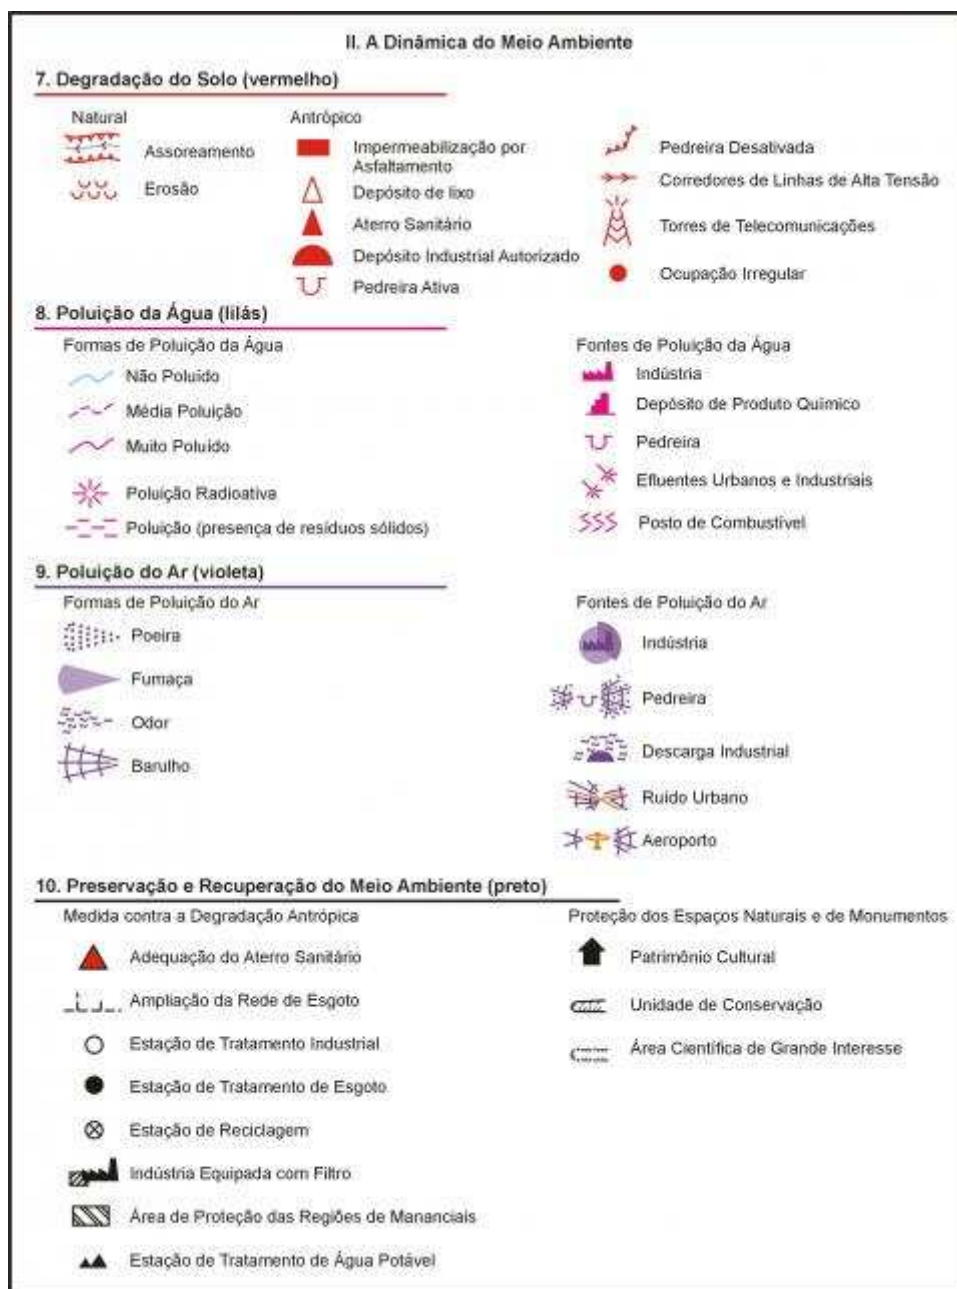 II. A Dinâmica do Meio Ambiente
7. Degradação do Solo (vermelho)
Natural
Assoreamento
Erosão
Antrópico
Impermeabilização por
Asfaltamento
Depósito de lixo
Aterro Sanitário
Depósito Industrial Autorizado
Pedreira Ativa
Pedreira Desativada
Corredores de Linhas de Alta Tensão
Torres de Telecomunicações
Ocupação Irregular
8. Poluição da Água (lilás)
Formas de Poluição da Água
Não Poluído
Média Poluição
Muito Poluído
Poluição Radioativa
Poluição (presença de resíduos sólidos)
Fontes de Poluição da Água
Indústria
Depósito de Produto Químico
Pedreira
Efluentes Urbanos e Industriais
Posto de Combustível
9. Poluição do Ar (violeta)
Formas de Poluição do Ar
Poeira
Fumaça
Odor
Barulho
Fontes de Poluição do Ar
Indústria
Pedreira
Descarga Industrial
Ruído Urbano
Aeroporto
10. Preservação e Recuperação do Meio Ambiente (preto)
Medida contra a Degradação Antrópica
Adequação do Aterro Sanitário
Ampliação da Rede de Esgoto
Estação de Tratamento Industrial
Estação de Tratamento de Esgoto
Estação de Reciclagem
Indústria Equipada com Filtro
Área de Proteção das Regiões de Mananciais
Estação de Tratamento de Água Potável
Proteção dos Espaços Naturais e de Monumentos
Patrimônio Cultural
Unidade de Conservação
Área Científica de Grande Interesse